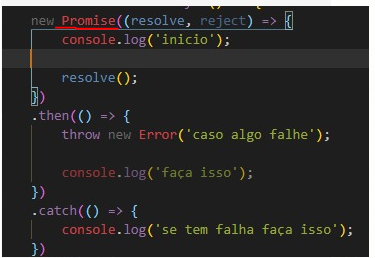 new Promise((resolve, reject) => {
console.log('inicio');
resolve();
})
.then(() => {
throw new Error('caso algo falhe');
console.log('faça isso');
})
.catch(() => {
console.log('se tem falha faça isso');
})